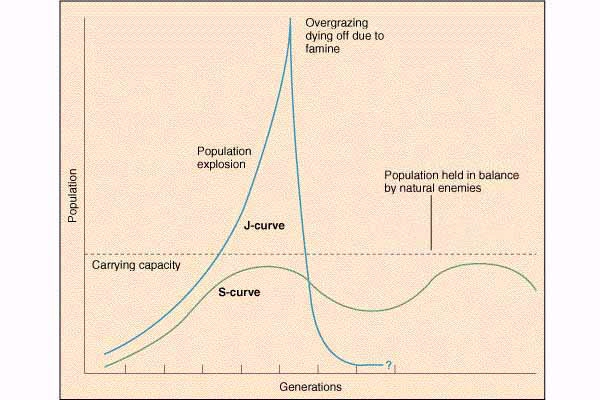 Overgrazing
dying off due to
famine
Population
explosion
Population held in balance
by natural enemies
Population
J-curve
Carrying capacity
S-curve
?
Generations